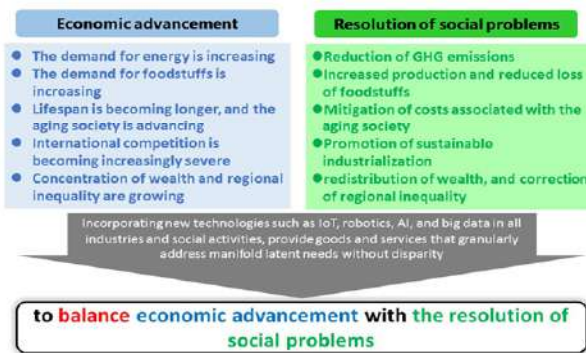 Economic advancement
● The demand for energy is increasing
● The demand for foodstuffs is
increasing
● Lifespan is becoming longer, and the
aging society is advancing
● International competition is
becoming increasingly severe
● Concentration of wealth and regional
inequality are growing
Resolution of social problems
●Reduction of GHG emissions
●Increased production and reduced loss
of foodstuffs
●Mitigation of costs associated with the
aging society
●Promotion of sustainable
industrialization
●redistribution of wealth, and correction
of regional inequality
Incorporating new technologies such as IoT, robotics, AI, and big data in all
industries and social activities, provide goods and services that granularly
address manifold latent needs without disparity
to balance economic advancement with the resolution of
social problems